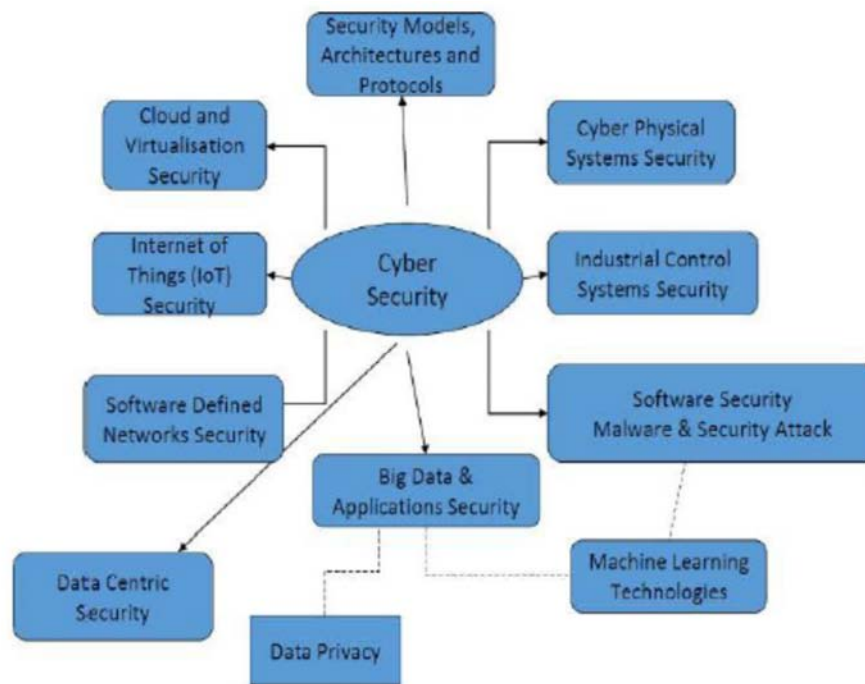 Security Models,
Architectures and
Protocols
Cloud and
Virtualisation
Security
Cyber Physical
Systems Security
Internet of
Things (IoT)
Security
Cyber
Security
Industrial Control
Systems Security
Software Defined
Networks Security
Software Security
Malware & Security Attack
Big Data &
Applications Security
Data Centric
Security
Machine Learning
Technologies
Data Privacy